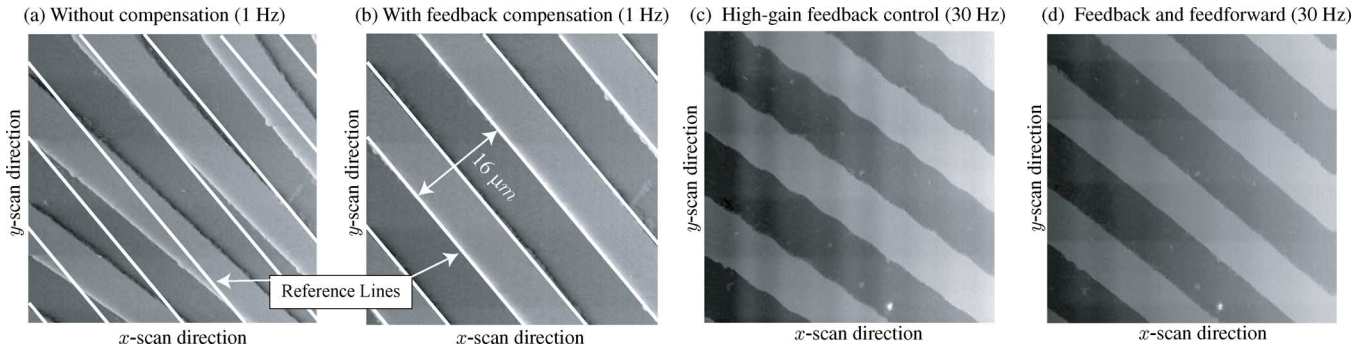 (a) Without compensation (1 Hz)
(b) With feedback compensation (1 Hz)
(c) High-gain feedback control (30 Hz)
(d) Feedback and feedforward (30 Hz)
y-scan direction
y-scan direction
y-scan direction
y-scan direction
16 μm
Reference Lines
x-scan direction
x-scan direction
x-scan direction
x-scan direction